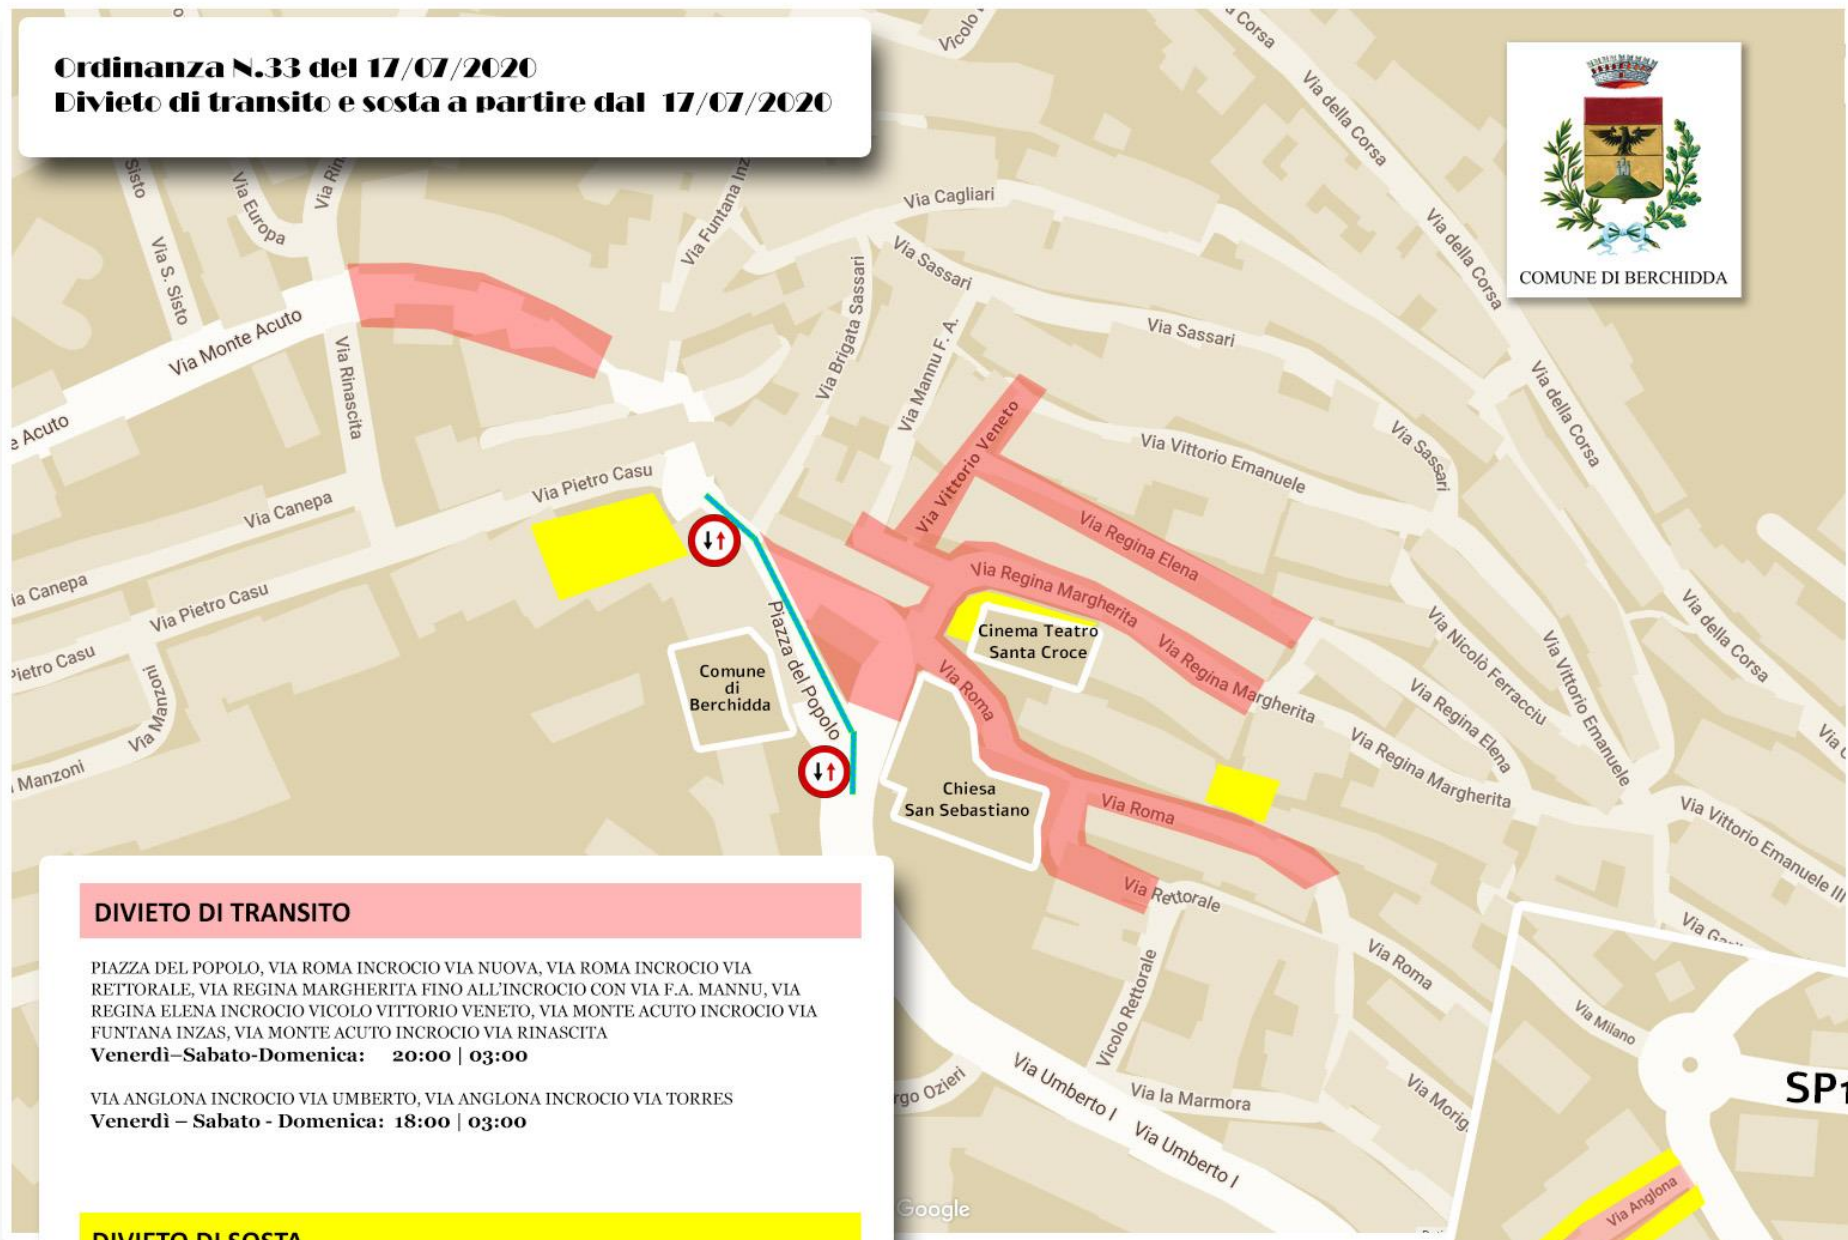 Ordinanza N.33 del 17/07/2020
Divieto di transito e sosta a partire dal 17/07/2020
COMUNE DI BERCHIDDA
Via della Corsa
Via Cagliari
Via Europa
Via S. Sisto
Via Sassari
Via della Corsa
Via Brigata Sassari
Via Sassari
Via Monte Acuto
Via Rinascita
Via Mannu F. A.
Via della Corsa
Via Vittorio Veneto
Via Vittorio Emanuele
Via Sassari
Via Pietro Casu
Via Canepa
Via Regina Elena
Via Regina Margherita
Via Pietro Casu
Piazza del Popolo
Cinema Teatro
Santa Croce
Via Regina Margherita
Via Nicolò Ferracciu
Via Vittorio Emanuele
Via della Corsa
Comune
di
Berchidda
Via Roma
Via Regina Elena
Via Manzoni
Manzoni
Via Regina Margherita
Chiesa
San Sebastiano
Via Roma
Via Vittorio Emanuele III
Via Rettorale
Via Roma
Vicolo Rettorale
Via Milano
SP1
Via Umberto I
Via la Marmora
Via Umberto I
Via Anglona
Google
DIVIETO DI TRANSITO
PIAZZA DEL POPOLO, VIA ROMA INCROCIO VIA NUOVA, VIA ROMA INCROCIO VIA
RETTORALE, VIA REGINA MARGHERITA FINO ALL'INCROCIO CON VIA F.A. MANNU, VIA
REGINA ELENA INCROCIO VICOLO VITTORIO VENETO, VIA MONTE ACUTO INCROCIO VIA
FUNTANA INZAS, VIA MONTE ACUTO INCROCIO VIA RINASCITA
Venerdì–Sabato-Domenica: 20:00 | 03:00
VIA ANGLONA INCROCIO VIA UMBERTO, VIA ANGLONA INCROCIO VIA TORRES
Venerdì – Sabato - Domenica: 18:00 | 03:00
DIVIETO DI SOSTA